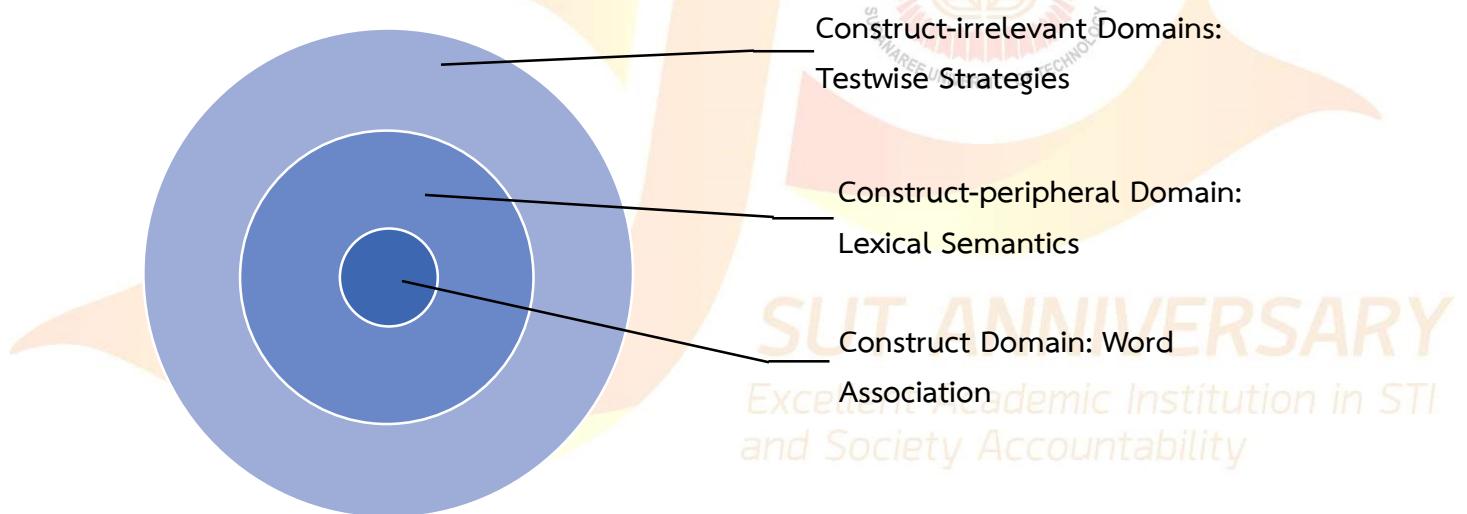 Construct-irrelevant Domains:
Testwise Strategies
Construct-peripheral Domain:
Lexical Semantics
Construct Domain: Word
Association
SUT ANNIVERSARY
Excellent Academic Institution in STI
and Society Accountability